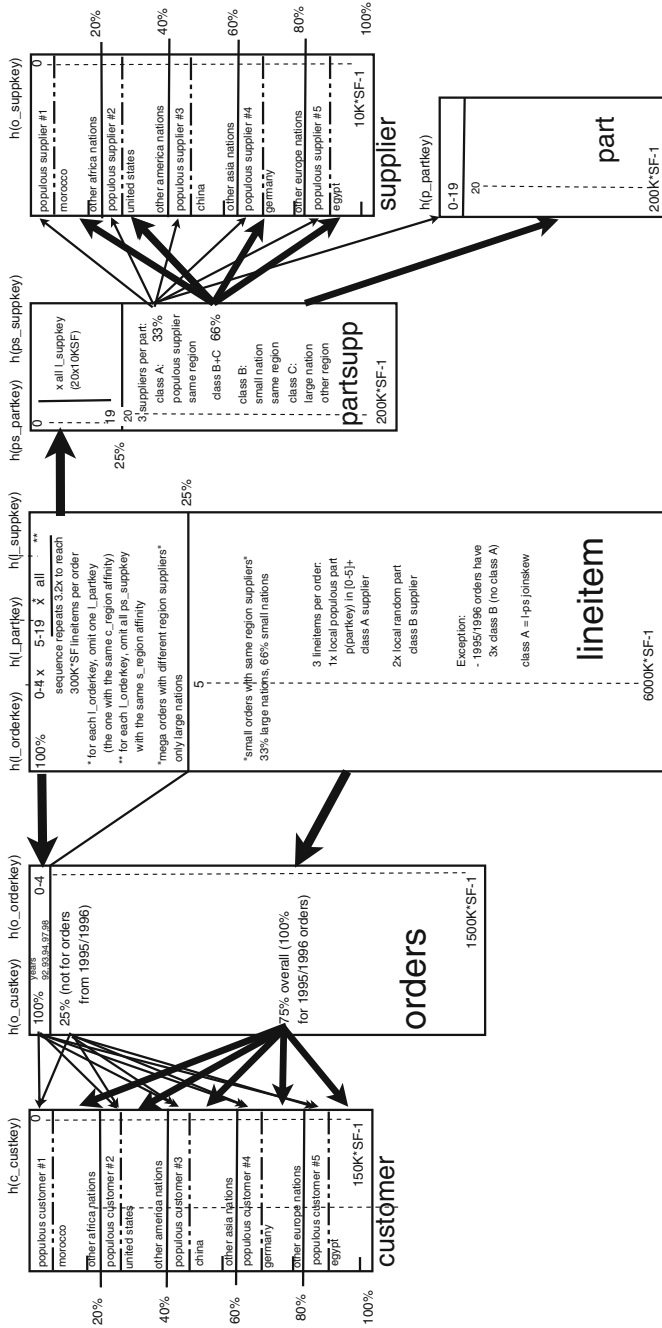 h(c_custkey)
0
populous customer #1
morocco
other africa nations
populous customer #2
united states
other america nations
populous customer #3
china
other asia nations
populous customer #4
germany
other europe nations
populous customer #5
egypt
150K*SF-1
20%
40%
60%
80%
100%
customer
h(o_custkey)
h(o_orderkey)
100%
years
92,93,94,97,98
0-4
25% (not for orders
from 1995/1996)
75% overall (100%
for 1995/1996 orders)
orders
1500K*SF-1
h(l_orderkey)
h(l_partkey)
h(l_suppkey)
100%
0-4 x 5-19 x all
*
**
sequence repeats 3.2x to reach
300K*SF lineitems per order
* for each l_orderkey, omit one l_partkey
(the one with the same c_region affinity)
** for each l_orderkey, omit all ps_suppkey
with the same s_region affinity
"mega orders with different region suppliers"
only large nations
25%
5
"small orders with same region suppliers"
33% large nations, 66% small nations
3 lineitems per order:
1x local populous part
p(partkey) in [0-5]+
class A supplier
2x local random part
class B supplier
Exception:
- 1995/1996 orders have
3x class B (no class A)
class A = l-ps joinskew
lineitem
6000K*SF-1
h(ps_partkey)
h(ps_suppkey)
0
19
x all l_suppkey
(20x10KSF)
25%
20
3 suppliers per part:
class A: 33%
populous supplier
same region
class B+C 66%
class B:
small nation
same region
class C:
large nation
other region
partsupp
200K*SF-1
h(o_suppkey)
0
populous supplier #1
morocco
other africa nations
populous supplier #2
united states
other america nations
populous supplier #3
china
other asia nations
populous supplier #4
germany
other europe nations
populous supplier #5
egypt
10K*SF-1
20%
40%
60%
80%
100%
supplier
h(p_partkey)
0-19
20
part
200K*SF-1